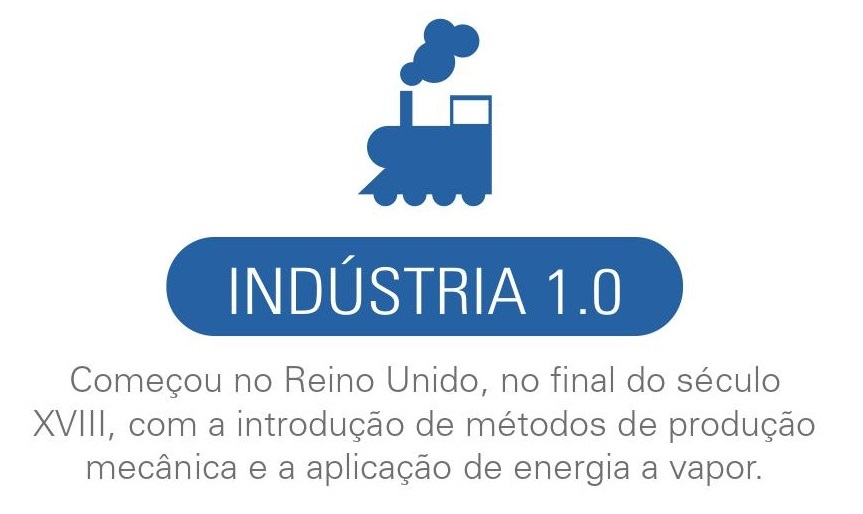 INDÚSTRIA 1.0
Começou no Reino Unido, no final do século
XVIII, com a introdução de métodos de produção
mecânica e a aplicação de energia a vapor.